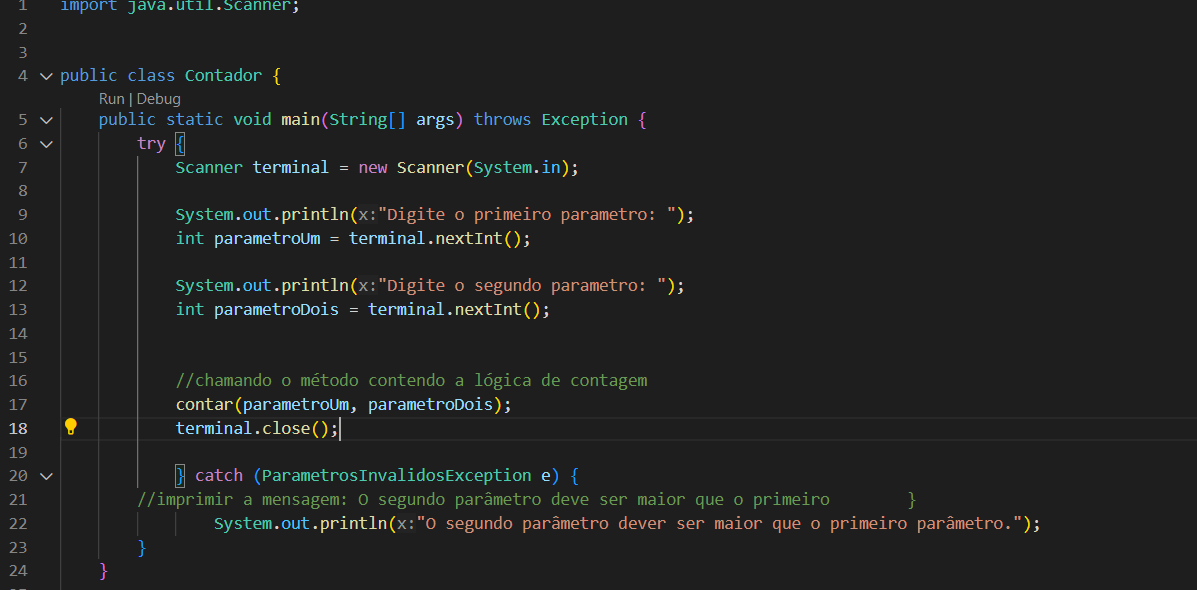 1 import java.util.Scanner;
2
3
4 public class Contador {
Run | Debug
5 public static void main(String[] args) throws Exception {
6 try {
7 Scanner terminal = new Scanner(System.in);
8
9 System.out.println(x:"Digite o primeiro parametro: ");
10 int parametroUm = terminal.nextInt();
11
12 System.out.println(x:"Digite o segundo parametro: ");
13 int parametroDois = terminal.nextInt();
14
15
16 //chamando o método contendo a lógica de contagem
17 contar(parametroUm, parametroDois);
18 terminal.close();
19
20 } catch (ParametrosInvalidosException e) {
21 //imprimir a mensagem: O segundo parâmetro deve ser maior que o primeiro }
22 System.out.println(x:"O segundo parâmetro dever ser maior que o primeiro parâmetro.");
23 }
24 }